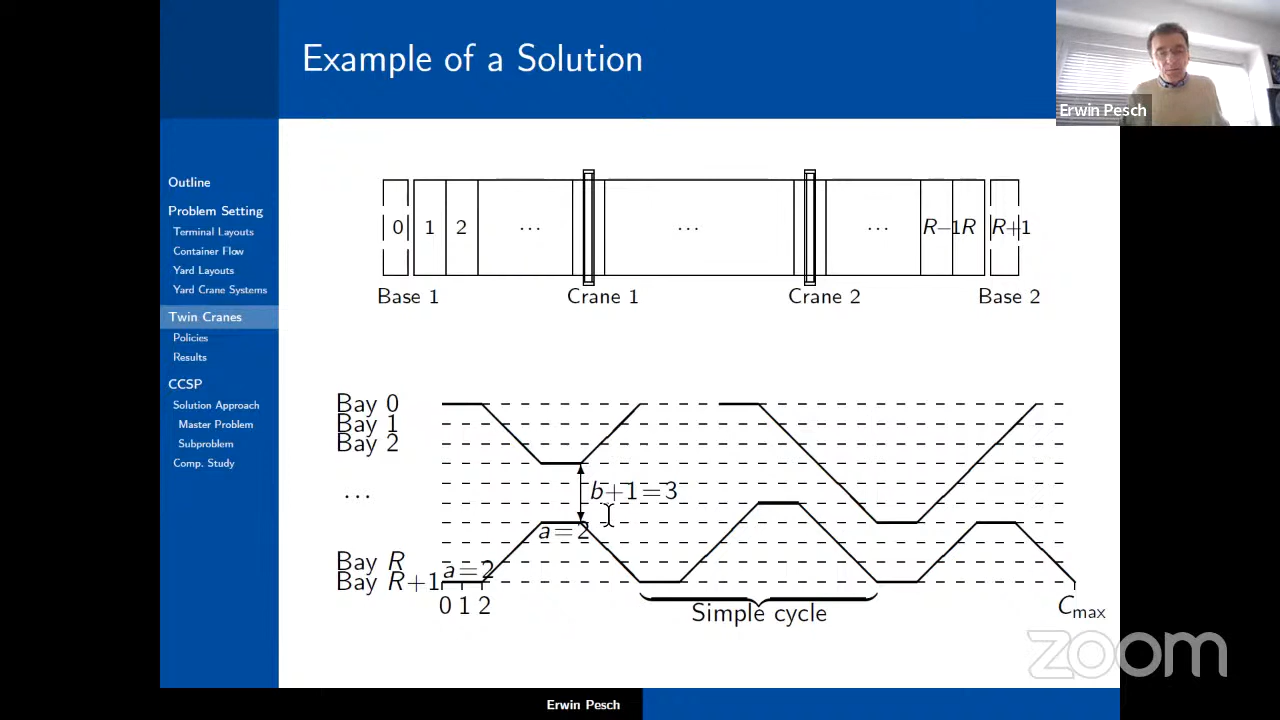 Example of a Solution
Erwin Pesch
Outline
Problem Setting
Terminal Layouts
Container Flow
Yard Layouts
Yard Crane Systems
Twin Cranes
Policies
Results
CCSP
Solution Approach
Master Problem
Subproblem
Comp. Study
0 1 2 ... ... ... R−1 R R+1
Base 1 Crane 1 Crane 2 Base 2
Bay 0
Bay 1
Bay 2
...
Bay R
Bay R+1
b+1=3
a=2
a=2
0 1 2
Simple cycle
Cmax
zoom
Erwin Pesch